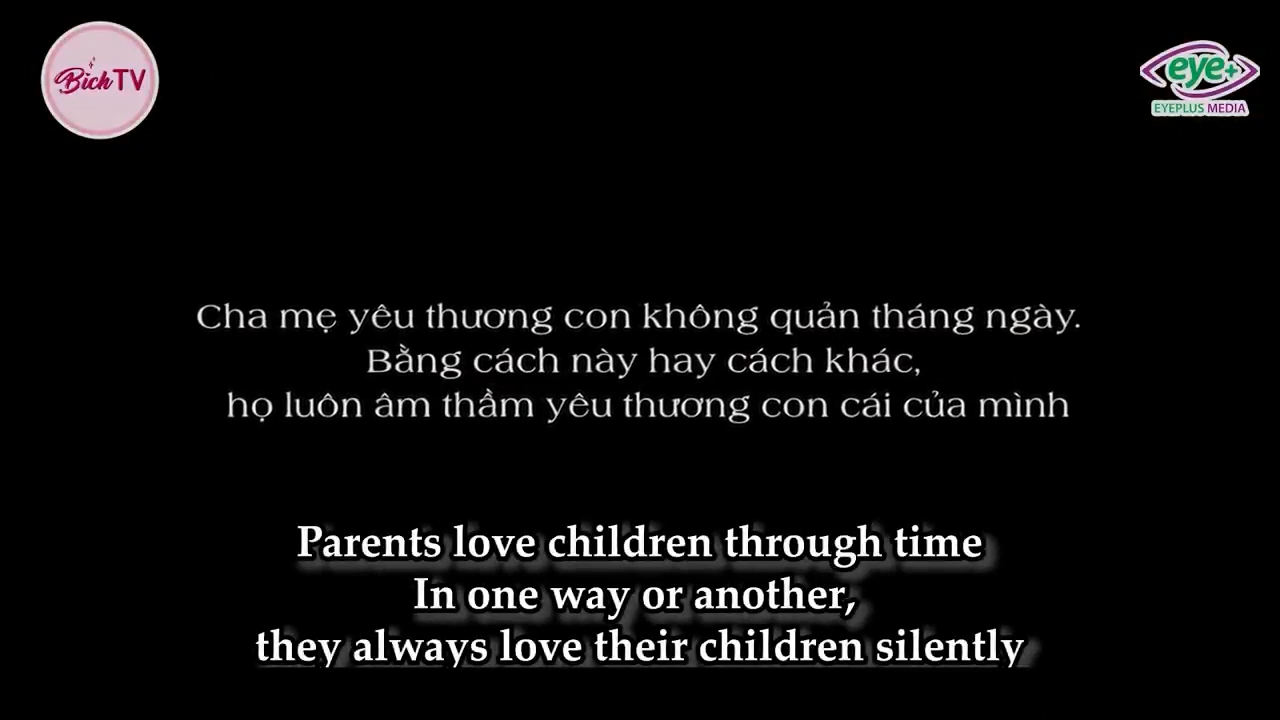 Bích TV
eye+
EYEPLUS MEDIA
Cha mẹ yêu thương con không quản tháng ngày.
Bằng cách này hay cách khác,
họ luôn âm thầm yêu thương con cái của mình
Parents love children through time
In one way or another,
they always love their children silently